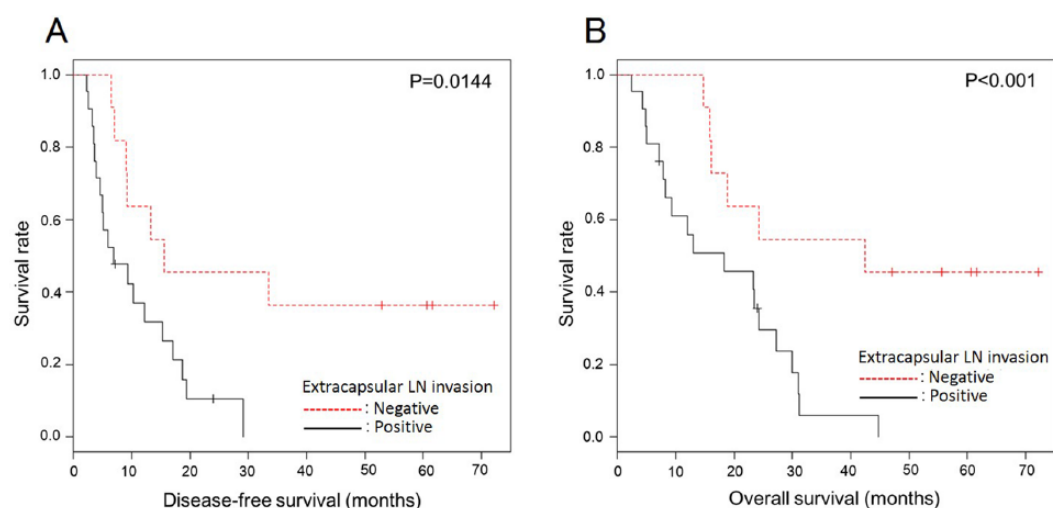 A
P=0.0144
Survival rate
1.0
0.8
0.6
0.4
0.2
0.0
Extracapsular LN invasion
: Negative
: Positive
0 10 20 30 40 50 60 70
Disease-free survival (months)
B
P<0.001
Survival rate
1.0
0.8
0.6
0.4
0.2
0.0
Extracapsular LN invasion
: Negative
: Positive
0 10 20 30 40 50 60 70
Overall survival (months)